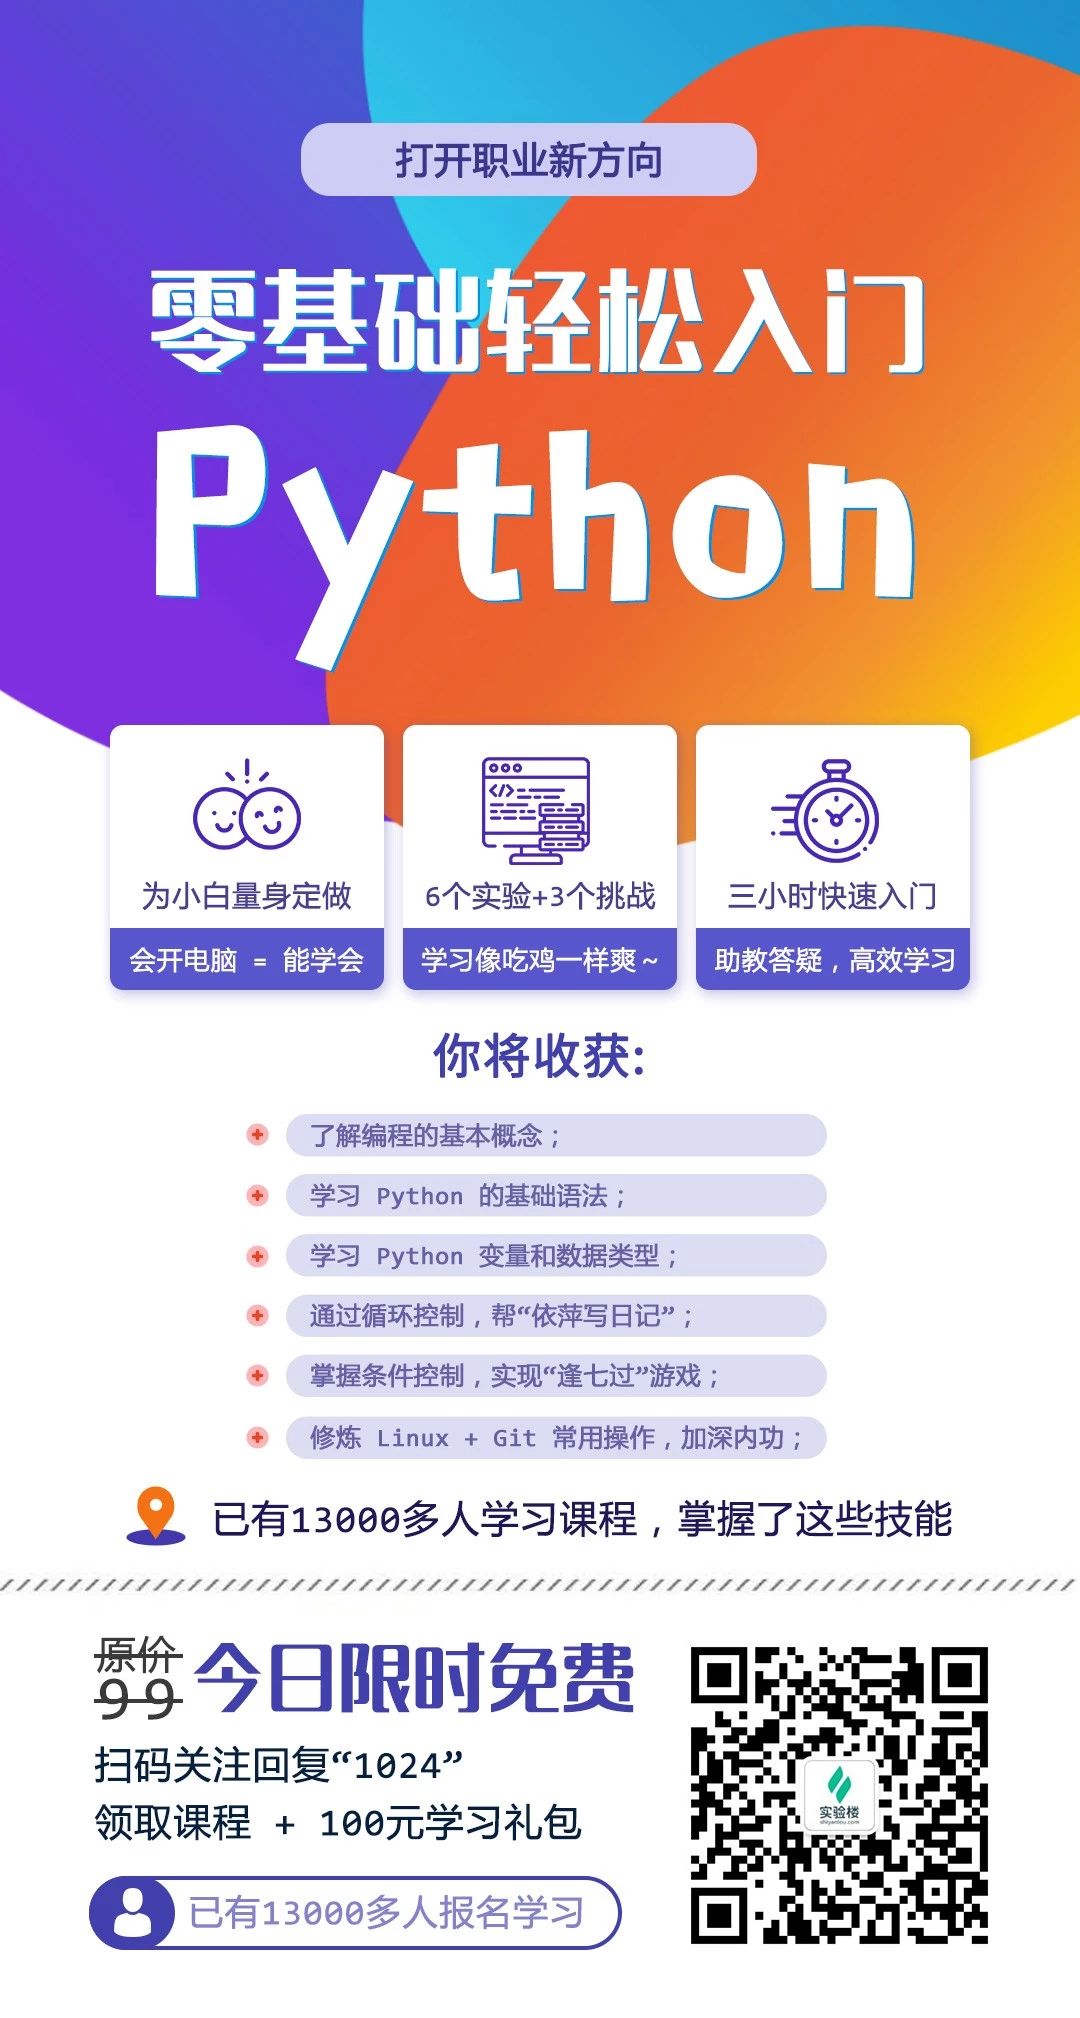 打开职业新方向
零基础轻松入门
Python
为小白量身定做
会开电脑 = 能学会
6个实验+3个挑战
学习像吃鸡一样爽~
三小时快速入门
助教答疑，高效学习
你将收获:
了解编程的基本概念；
学习 Python 的基础语法；
学习 Python 变量和数据类型；
通过循环控制，帮“依萍写日记”；
掌握条件控制，实现“逢七过”游戏；
修炼 Linux + Git 常用操作，加深内功；
已有13000多人学习课程，掌握了这些技能
原价
99
今日限时免费
扫码关注回复“1024”
领取课程 + 100元学习礼包
已有13000多人报名学习
实验楼
shiyanlou.com